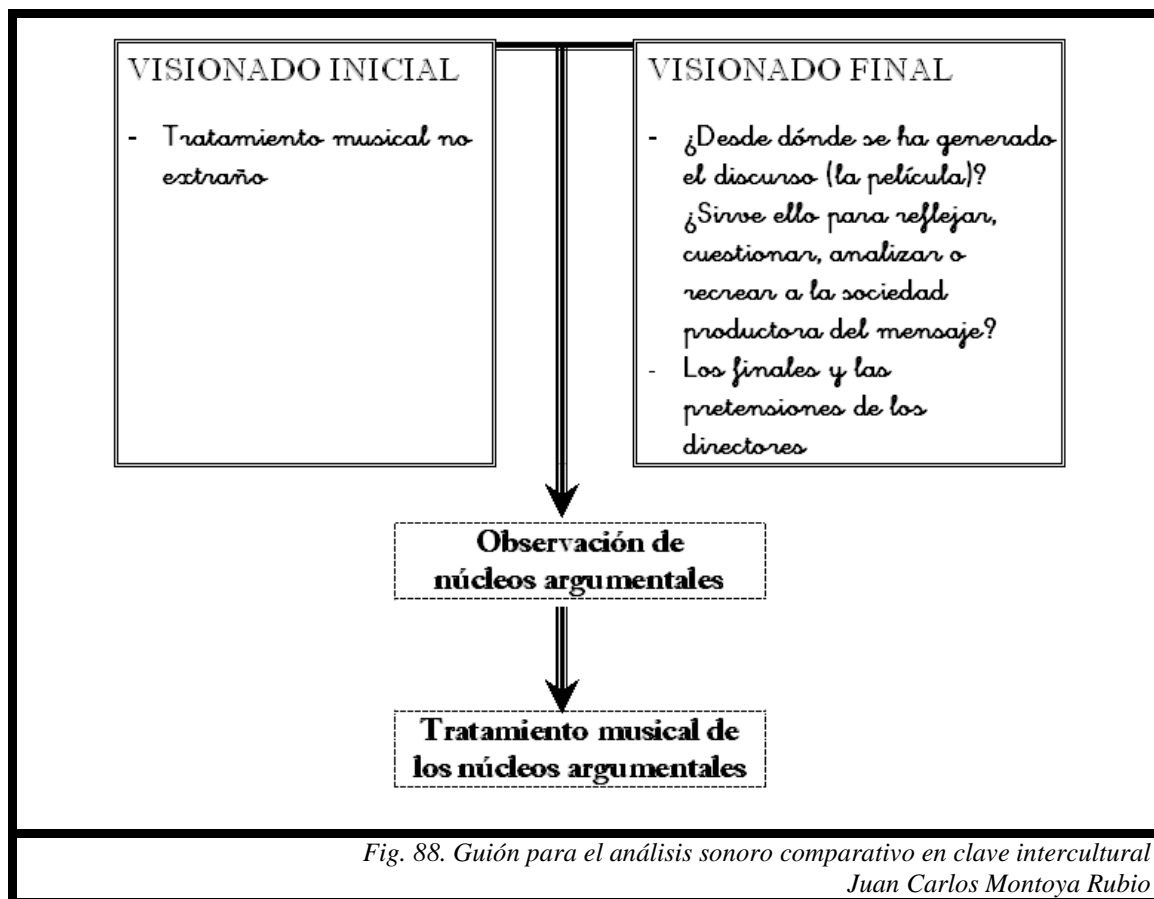 VISIONADO INICIAL
- Tratamiento musical no
extraño
VISIONADO FINAL
- ¿Desde dónde se ha generado
el discurso (la película)?
¿Sirve ello para reflejar,
cuestionar, analizar o
recrear a la sociedad
productora del mensaje?
- Los finales y las
pretensiones de los
directores
Observación de
núcleos argumentales
Tratamiento musical de
los núcleos argumentales
Fig. 88. Guión para el análisis sonoro comparativo en clave intercultural
Juan Carlos Montoya Rubio